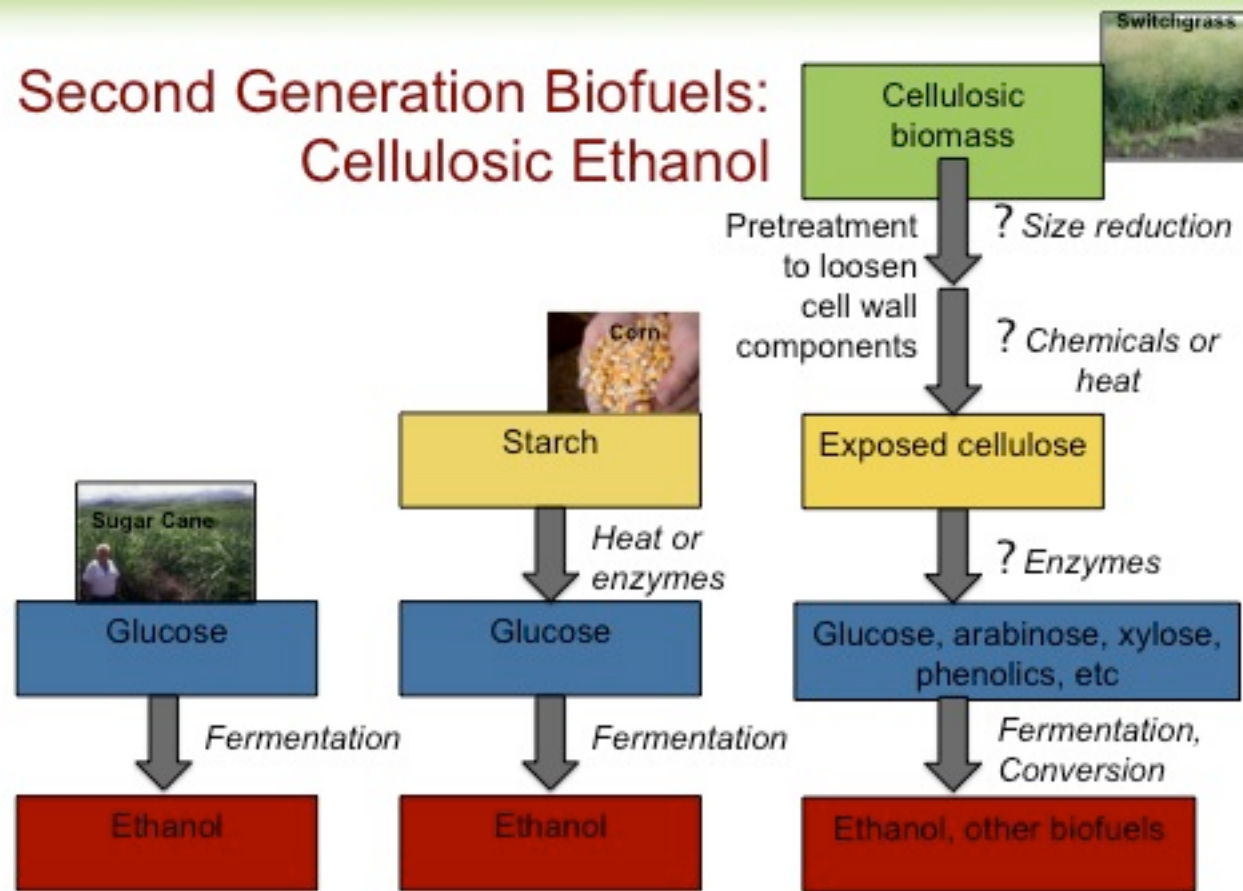 Switchgrass
Second Generation Biofuels:
Cellulosic Ethanol
Cellulosic
biomass
Pretreatment
to loosen
cell wall
components
? Size reduction
? Chemicals or
heat
Corn
Starch
Exposed cellulose
Sugar Cane
Heat or
enzymes
? Enzymes
Glucose
Glucose
Glucose, arabinose, xylose,
phenolics, etc
Fermentation
Fermentation
Fermentation,
Conversion
Ethanol
Ethanol
Ethanol, other biofuels